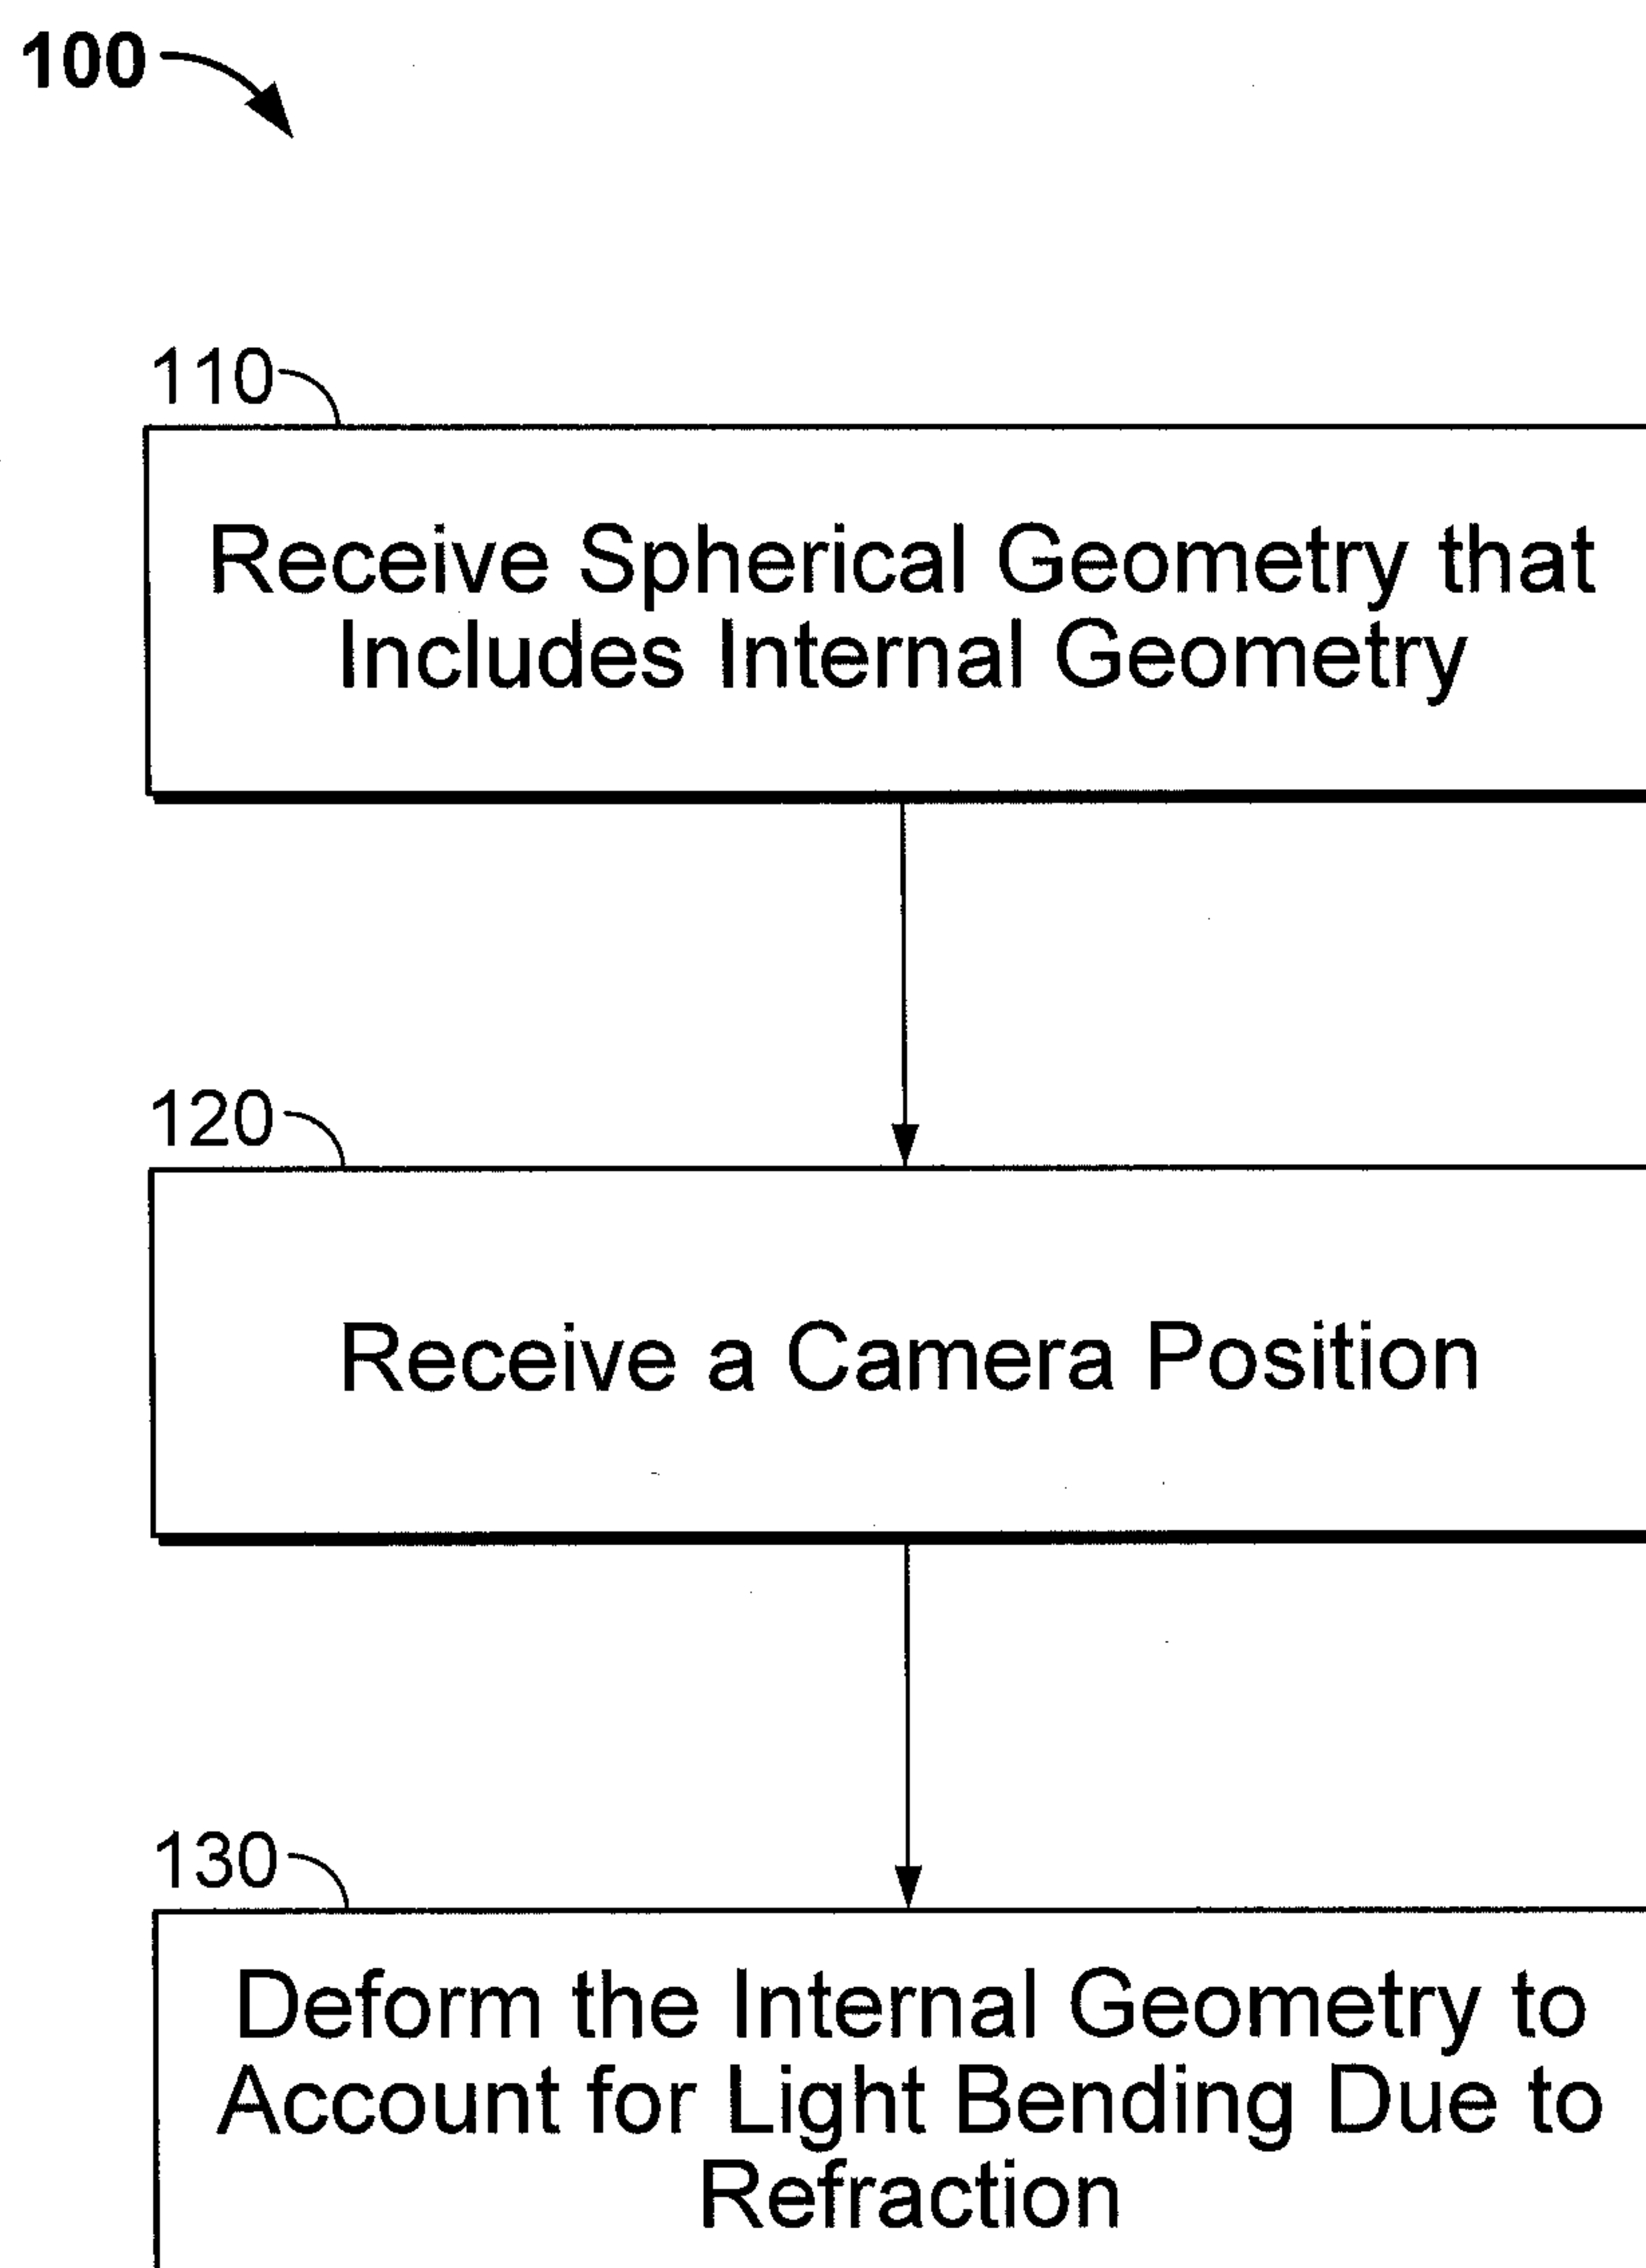 100
110
Receive Spherical Geometry that
Includes Internal Geometry
120
Receive a Camera Position
130
Deform the Internal Geometry to
Account for Light Bending Due to
Refraction